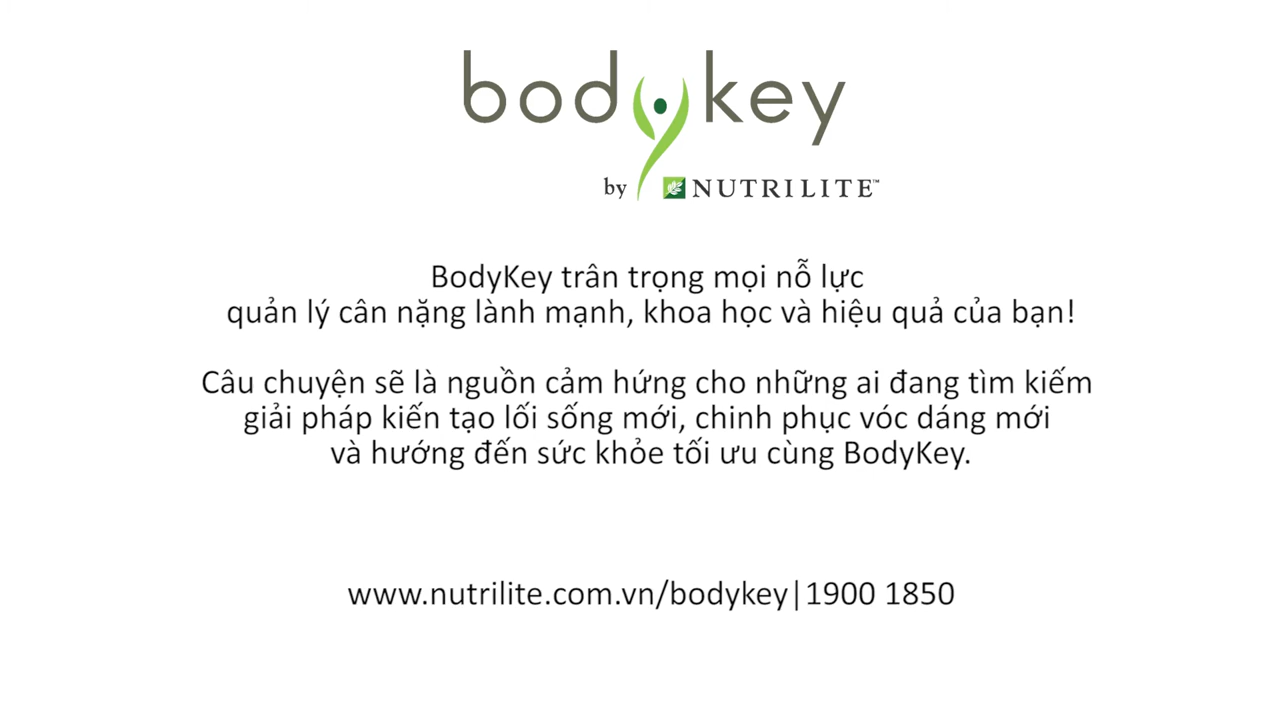 bodykey
by NUTRILITE™
BodyKey trân trọng mọi nỗ lực
quản lý cân nặng lành mạnh, khoa học và hiệu quả của bạn!
Câu chuyện sẽ là nguồn cảm hứng cho những ai đang tìm kiếm
giải pháp kiến tạo lối sống mới, chinh phục vóc dáng mới
và hướng đến sức khỏe tối ưu cùng BodyKey.
www.nutrilite.com.vn/bodykey|1900 1850